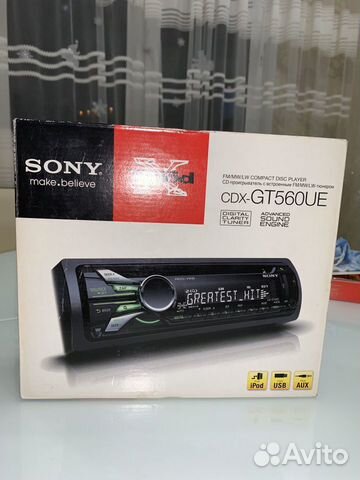 SONY
make.believe
X
FM/MW/LW COMPACT DISC PLAYER
CD-проигрыватель с встроенным FM/MW/LW-тюнером
CDX-GT560UE
DIGITAL CLARITY TUNER
ADVANCED SOUND ENGINE
SONY
GREATEST HIT
iPod
USB
AUX
Avito